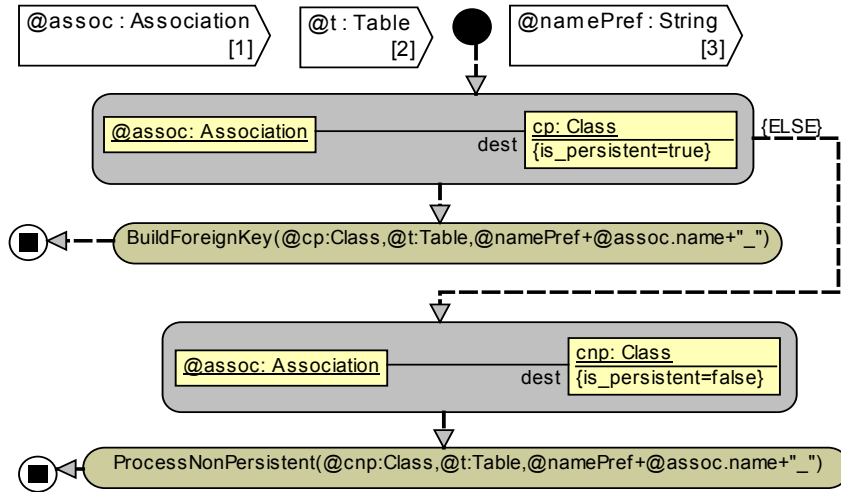 @assoc : Association
[1]
@t : Table
[2]
@namePref : String
[3]
@assoc: Association
dest
cp: Class
{is_persistent=true}
{ELSE}
BuildForeignKey(@cp:Class,@t:Table,@namePref+@assoc.name+"_")
@assoc: Association
dest
cnp: Class
{is_persistent=false}
ProcessNonPersistent(@cnp:Class,@t:Table,@namePref+@assoc.name+"_")